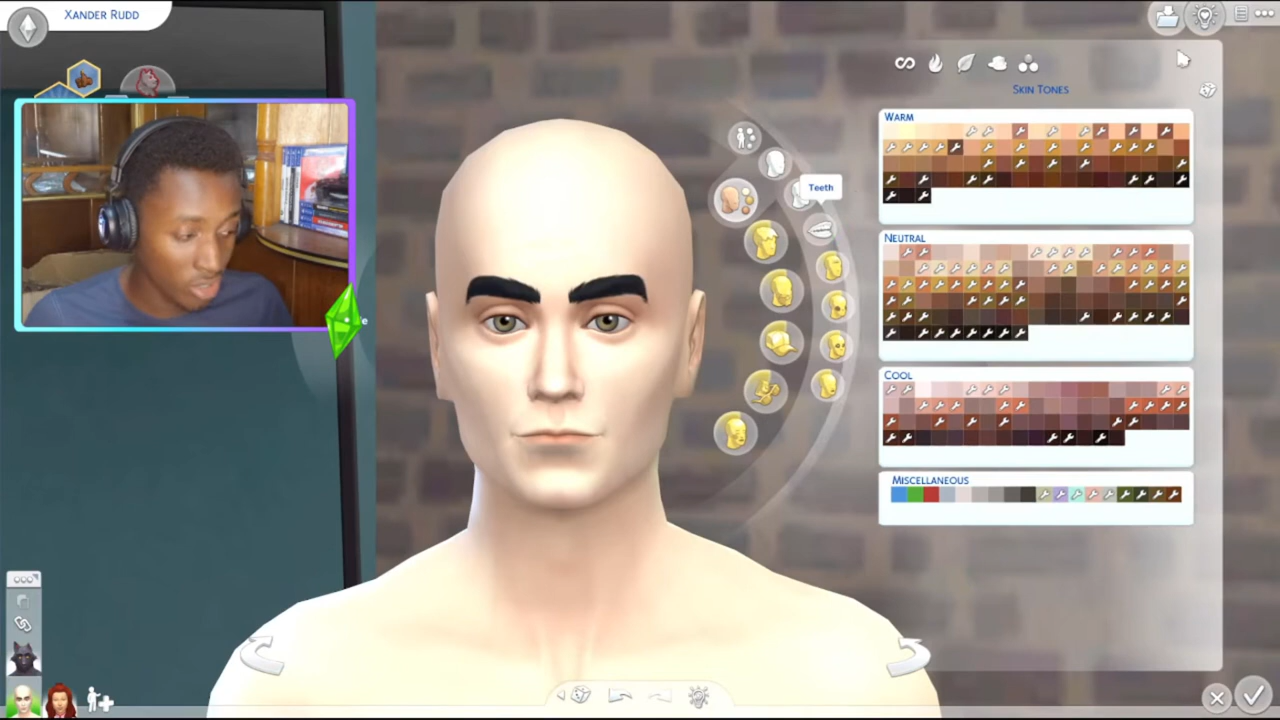 Xander Rudd
Skin Tones
Warm
Teeth
Neutral
Cool
Miscellaneous